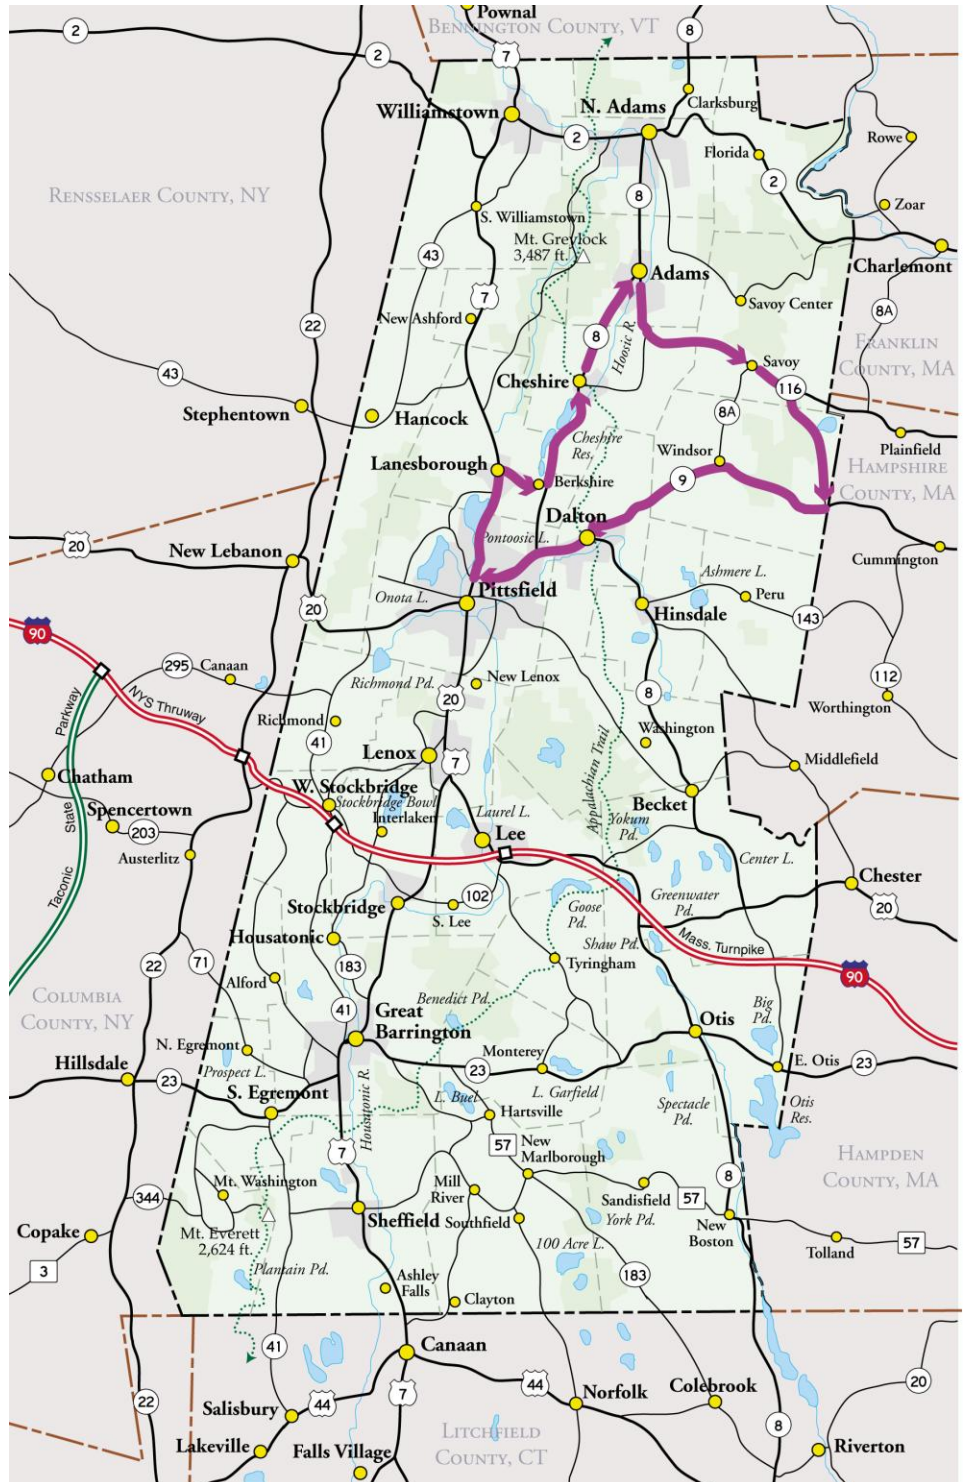 Pownal
BENNINGTON COUNTY, VT
2
7
8
2
Clarksburg
Williamstown
N. Adams
2
Florida
Rowe
2
RENSSELAER COUNTY, NY
8
Zoar
S. Williamstown
Mt. Greylock
3,487 ft.
43
Charlemont
Adams
7
Savoy Center
8A
New Ashford
22
8
Hoosic R.
FRANKLIN
COUNTY, MA
Savoy
43
Cheshire
116
Stephentown
Hancock
8A
Cheshire
Res.
Plainfield
Windsor
Lanesborough
HAMPSHIRE
COUNTY, MA
Berkshire
9
Dalton
20
Pontoosic L.
New Lebanon
Cummington
Ashmere L.
Pittsfield
Onota L.
Peru
20
Hinsdale
143
90
295
Canaan
Richmond Pd.
New Lenox
112
8
NYS Thruway
20
Worthington
Parkway
Richmond
Washington
41
Lenox
7
Middlefield
Chatham
W. Stockbridge
Appalachian Trail
Becket
State
Stockbridge Bowl
Spencertown
Interlaken
Laurel L.
Yokum
Pd.
203
Lee
Austerlitz
Center L.
Taconic
Chester
102
Greenwater
Pd.
Stockbridge
Goose
Pd.
20
S. Lee
Housatonic
Shaw Pd.
Mass. Turnpike
22
71
183
Tyringham
90
Alford
COLUMBIA
COUNTY, NY
Benedict Pd.
41
Great
Barrington
Big
Pd.
Otis
N. Egremont
Monterey
Hillsdale
Prospect L.
23
E. Otis
23
23
S. Egremont
L. Buel
L. Garfield
Housatonic R.
Hartsville
Spectacle
Pd.
Otis
Res.
57
New
Marlborough
7
HAMPDEN
COUNTY, MA
Mt. Washington
Mill
River
8
344
Sandisfield
57
York Pd.
Sheffield
Southfield
New
Boston
Copake
Mt. Everett
2,624 ft.
Tolland
57
100 Acre L.
3
Plantain Pd.
Ashley
Falls
183
Clayton
41
Canaan
22
7
44
20
Norfolk
Colebrook
44
Salisbury
8
LITCHFIELD
COUNTY, CT
Lakeville
Falls Village
Riverton